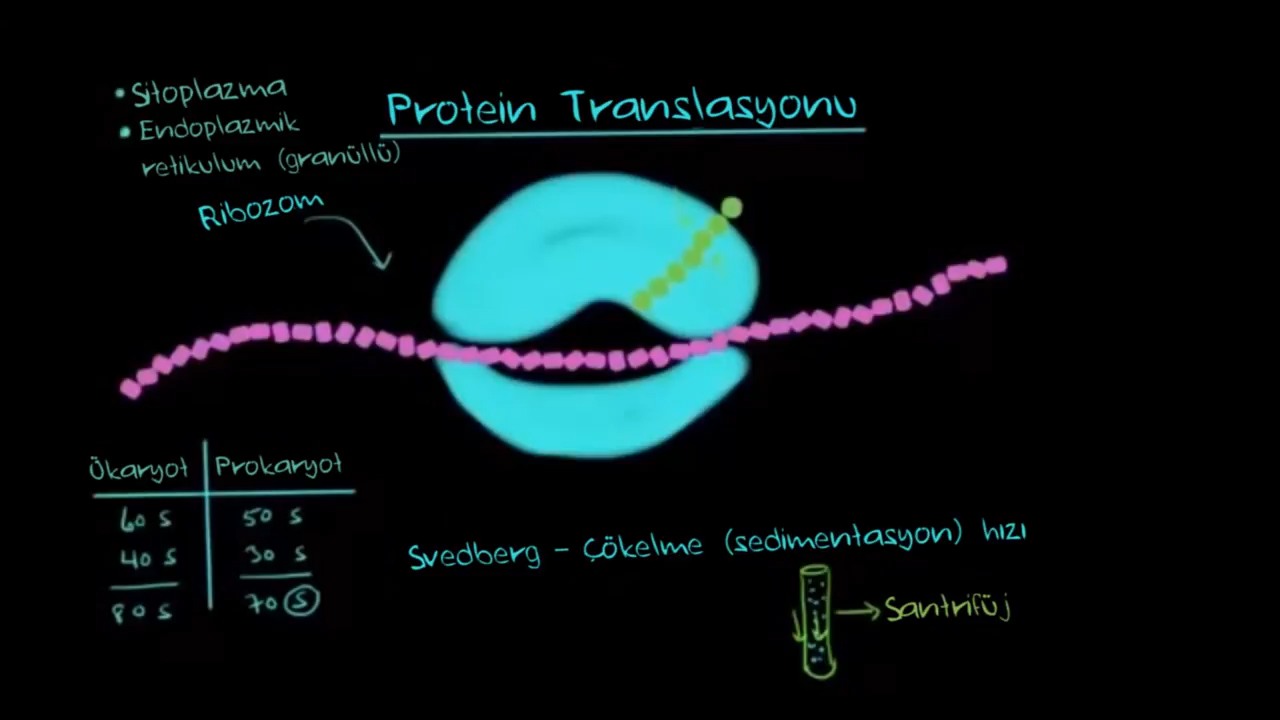 Protein Translasyonu
• Sitoplazma
• Endoplazmik
retikulum (granüllü)
Ribozom
Ökaryot Prokaryot
60 S 50 S
40 S 30 S
80 S 70 S
Svedberg - Çökelme (sedimentasyon) hızı
Santrifüj